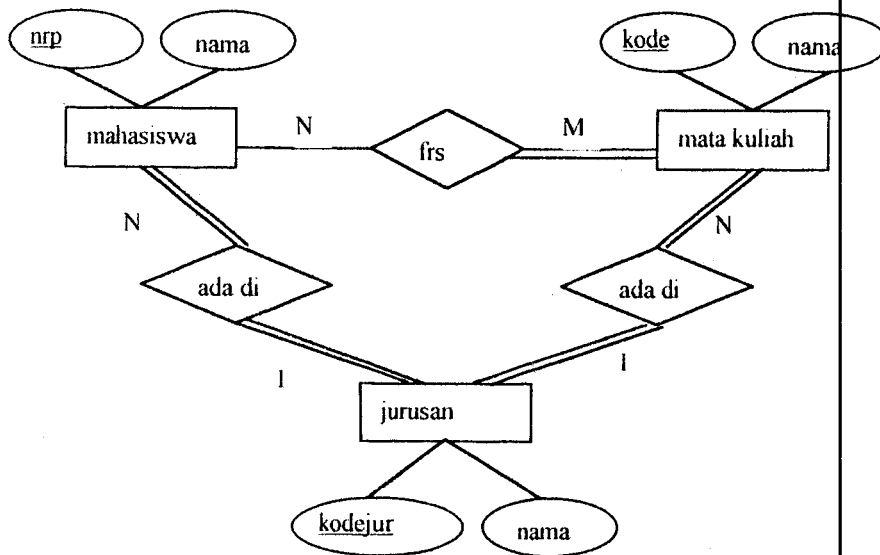 nrp
nama
kode
nama
mahasiswa
N
frs
M
mata kuliah
N
ada di
N
ada di
1
1
jurusan
kodejur
nama